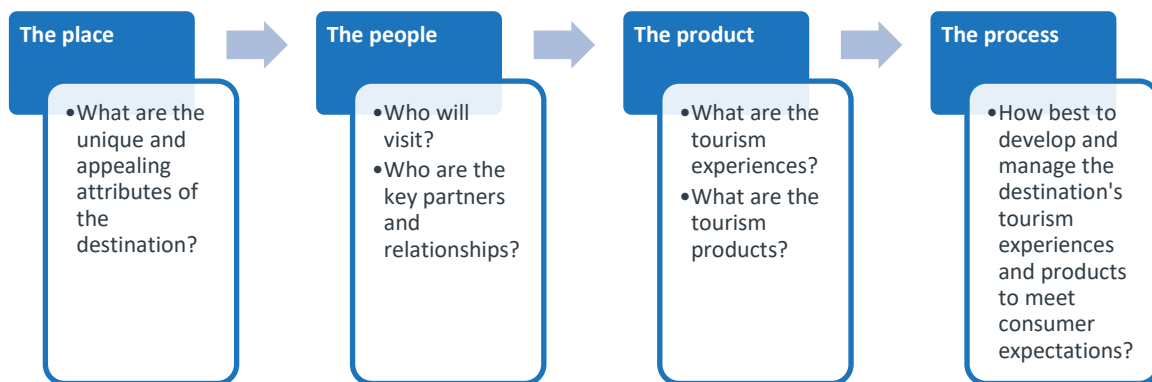 The place
•What are the
unique and
appealing
attributes of
the
destination?
The people
•Who will
visit?
•Who are the
key partners
and
relationships?
The product
•What are the
tourism
experiences?
•What are the
tourism
products?
The process
•How best to
develop and
manage the
destination's
tourism
experiences
and products
to meet
consumer
expectations?